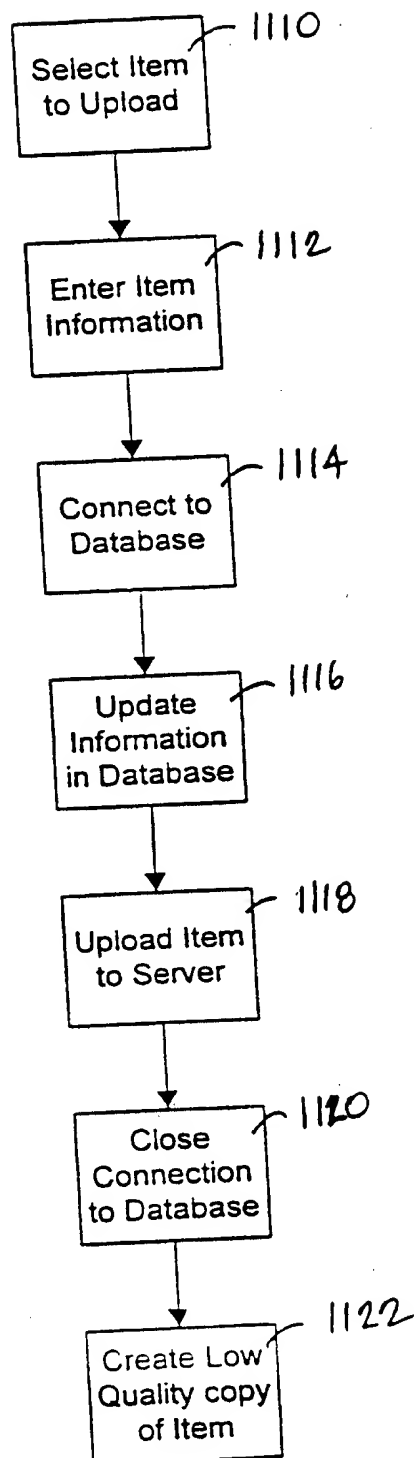 1110
Select Item
to Upload
1112
Enter Item
Information
1114
Connect to
Database
1116
Update
Information
in Database
1118
Upload Item
to Server
1120
Close
Connection
to Database
1122
Create Low
Quality copy
of Item